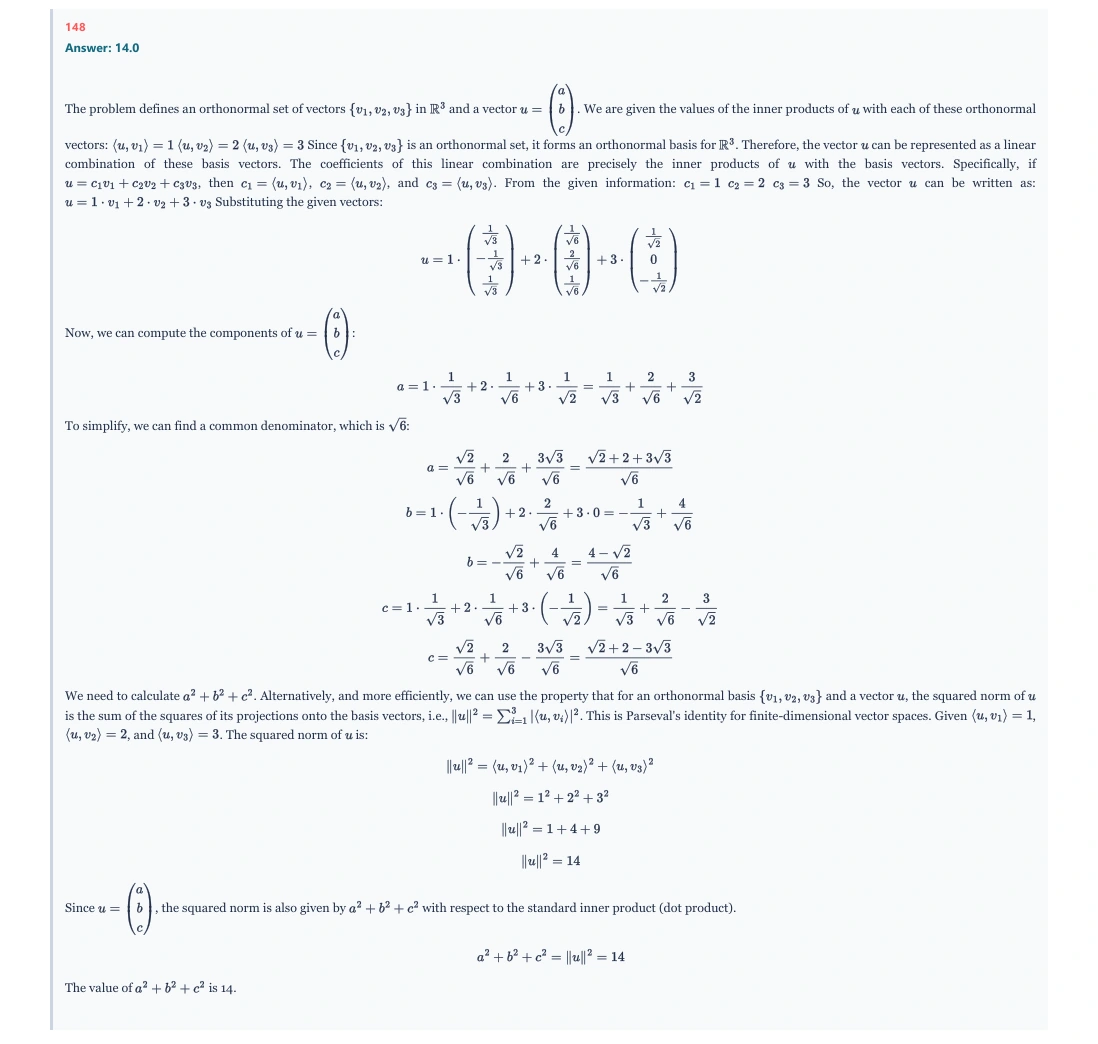 148
Answer: 14.0
The problem defines an orthonormal set of vectors {v₁, v₂, v₃} in ℝ³ and a vector u = (a b c). We are given the values of the inner products of u with each of these orthonormal
vectors: ⟨u, v₁⟩ = 1 ⟨u, v₂⟩ = 2 ⟨u, v₃⟩ = 3 Since {v₁, v₂, v₃} is an orthonormal set, it forms an orthonormal basis for ℝ³. Therefore, the vector u can be represented as a linear
combination of these basis vectors. The coefficients of this linear combination are precisely the inner products of u with the basis vectors. Specifically, if
u = c₁v₁ + c₂v₂ + c₃v₃, then c₁ = ⟨u, v₁⟩, c₂ = ⟨u, v₂⟩, and c₃ = ⟨u, v₃⟩. From the given information: c₁ = 1 c₂ = 2 c₃ = 3 So, the vector u can be written as:
u = 1 · v₁ + 2 · v₂ + 3 · v₃ Substituting the given vectors:
u = 1 · (1/√3 −1/√3 1/√3) + 2 · (1/√6 2/√6 1/√6) + 3 · (1/√2 0 −1/√2)
Now, we can compute the components of u = (a b c):
a = 1 · 1/√3 + 2 · 1/√6 + 3 · 1/√2 = 1/√3 + 2/√6 + 3/√2
To simplify, we can find a common denominator, which is √6:
a = √2/√6 + 2/√6 + 3√3/√6 = (√2 + 2 + 3√3)/√6
b = 1 · (−1/√3) + 2 · 2/√6 + 3 · 0 = −1/√3 + 4/√6
b = −√2/√6 + 4/√6 = (4 − √2)/√6
c = 1 · 1/√3 + 2 · 1/√6 + 3 · (−1/√2) = 1/√3 + 2/√6 − 3/√2
c = √2/√6 + 2/√6 − 3√3/√6 = (√2 + 2 − 3√3)/√6
We need to calculate a² + b² + c². Alternatively, and more efficiently, we can use the property that for an orthonormal basis {v₁, v₂, v₃} and a vector u, the squared norm of u
is the sum of the squares of its projections onto the basis vectors, i.e., ‖u‖² = ∑³ᵢ₌₁ |⟨u, vᵢ⟩|². This is Parseval's identity for finite-dimensional vector spaces. Given ⟨u, v₁⟩ = 1,
⟨u, v₂⟩ = 2, and ⟨u, v₃⟩ = 3. The squared norm of u is:
‖u‖² = ⟨u, v₁⟩² + ⟨u, v₂⟩² + ⟨u, v₃⟩²
‖u‖² = 1² + 2² + 3²
‖u‖² = 1 + 4 + 9
‖u‖² = 14
Since u = (a b c), the squared norm is also given by a² + b² + c² with respect to the standard inner product (dot product).
a² + b² + c² = ‖u‖² = 14
The value of a² + b² + c² is 14.